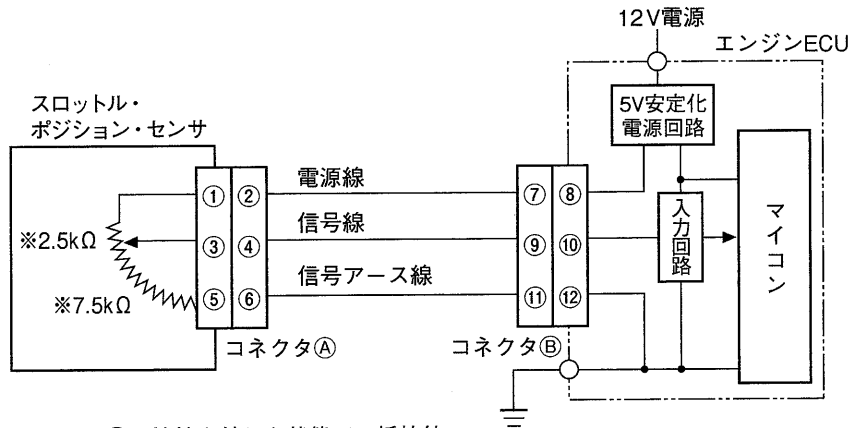 12V電源
エンジンECU
スロットル・
ポジション・センサ
5V安定化
電源回路
① ② 電源線 ⑦ ⑧
※2.5kΩ
③ ④ 信号線 ⑨ ⑩
入力回路
マイコン
※7.5kΩ
⑤ ⑥ 信号アース線 ⑪ ⑫
コネクタⒶ
コネクタⒷ